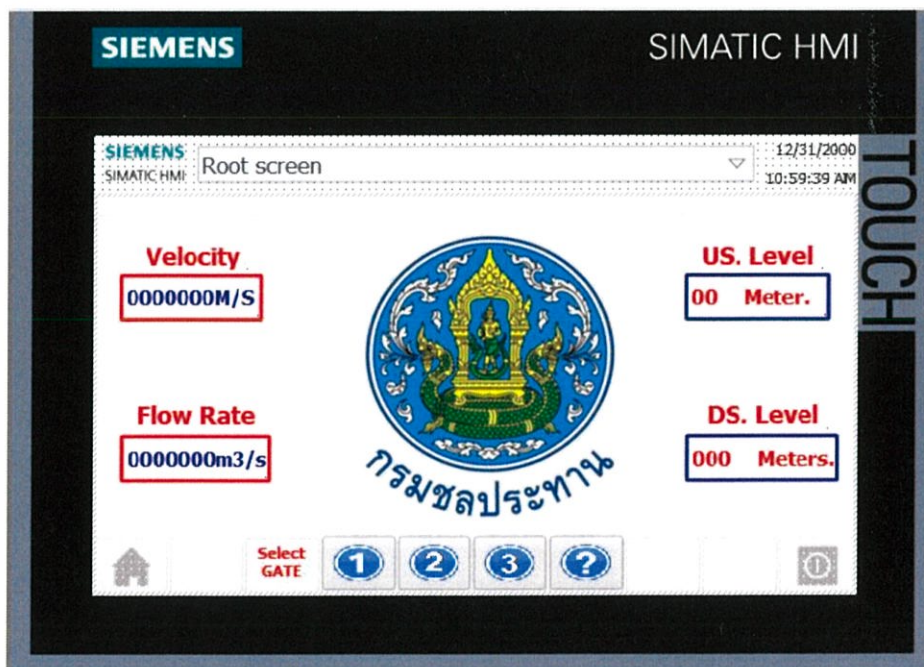 SIEMENS
SIMATIC HMI
TOUCH
SIEMENS
SIMATIC HMI
Root screen
12/31/2000
10:59:39 AM
Velocity
0000000M/S
US. Level
00 Meter.
Flow Rate
0000000m3/s
DS. Level
000 Meters.
กรมชลประทาน
Select
GATE
1
2
3
?